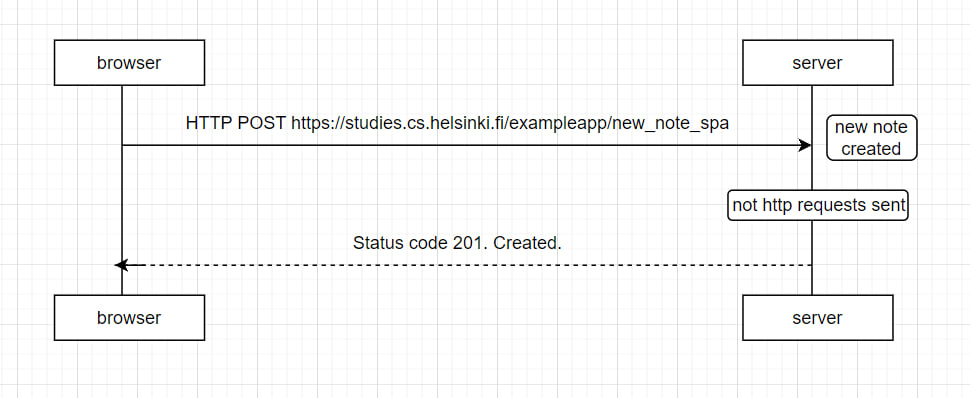 browser
server
HTTP POST https://studies.cs.helsinki.fi/exampleapp/new_note_spa
new note
created
not http requests sent
Status code 201. Created.
browser
server